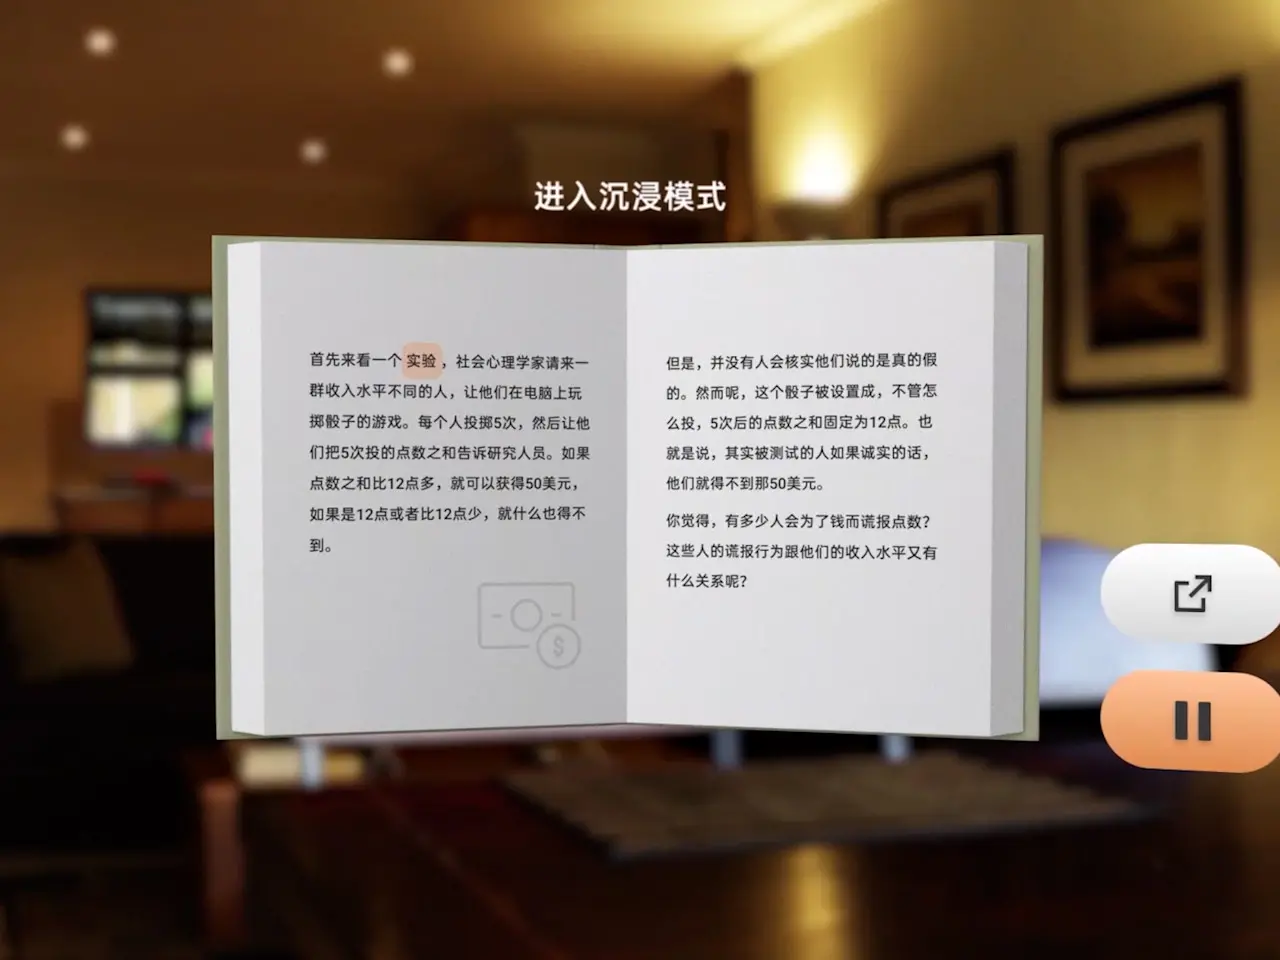 进入沉浸模式
首先来看一个实验，社会心理学家请来一
群收入水平不同的人，让他们在电脑上玩
掷骰子的游戏。每个人投掷5次，然后让他
们把5次投的点数之和告诉研究人员。如果
点数之和比12点多，就可以获得50美元，
如果是12点或者比12点少，就什么也得不
到。
但是，并没有人会核实他们说的是真的假
的。然而呢，这个骰子被设置成，不管怎
么投，5次后的点数之和固定为12点。也
就是说，其实被测试的人如果诚实的话，
他们就得不到那50美元。
你觉得，有多少人会为了钱而谎报点数？
这些人的谎报行为跟他们的收入水平又有
什么关系呢？